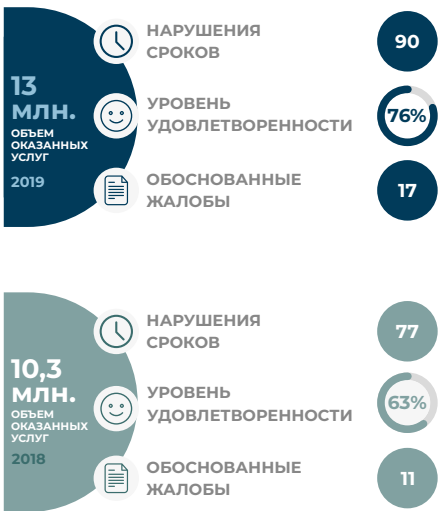 НАРУШЕНИЯ
СРОКОВ
90
13
МЛН.
ОБЪЕМ
ОКАЗАННЫХ
УСЛУГ
2019
УРОВЕНЬ
УДОВЛЕТВОРЕННОСТИ
76%
ОБОСНОВАННЫЕ
ЖАЛОБЫ
17
НАРУШЕНИЯ
СРОКОВ
77
10,3
МЛН.
ОБЪЕМ
ОКАЗАННЫХ
УСЛУГ
2018
УРОВЕНЬ
УДОВЛЕТВОРЕННОСТИ
63%
ОБОСНОВАННЫЕ
ЖАЛОБЫ
11